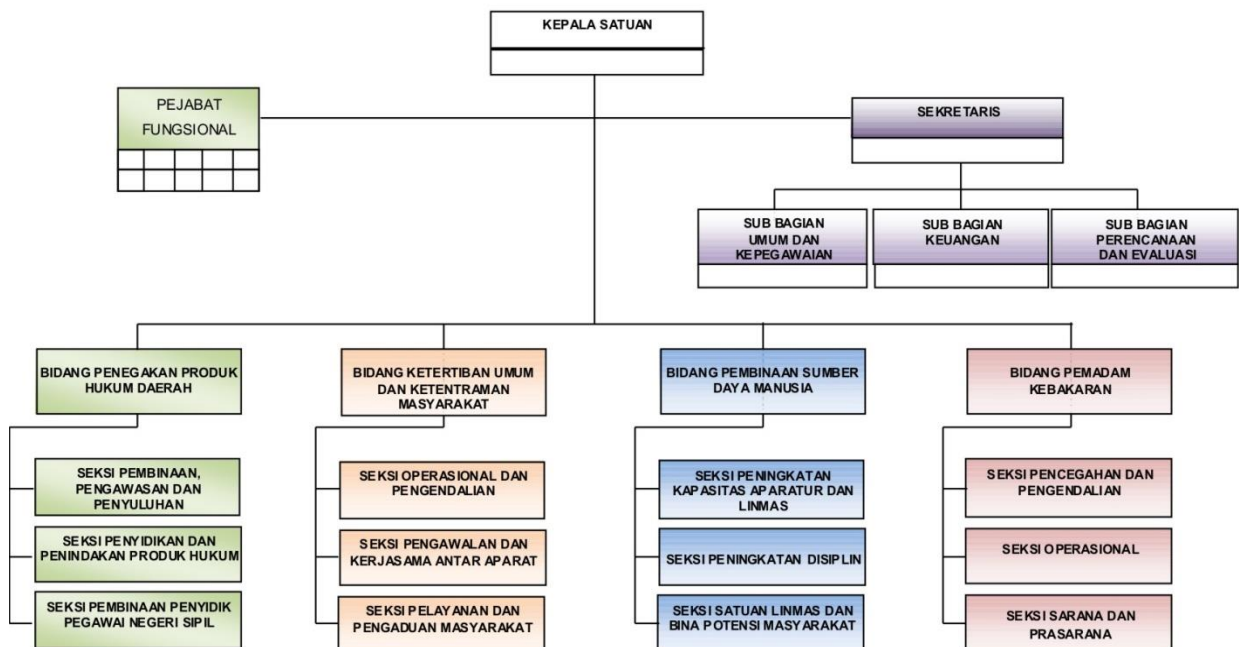 KEPALA SATUAN
PEJABAT
FUNGSIONAL
SEKRETARIS
SUB BAGIAN
UMUM DAN
KEPEGAWAIAN
SUB BAGIAN
KEUANGAN
SUB BAGIAN
PERENCANAAN
DAN EVALUASI
BIDANG PENEGAKAN PRODUK
HUKUM DAERAH
BIDANG KETERTIBAN UMUM
DAN KETENTRAMAN
MASYARAKAT
BIDANG PEMBINAAN SUMBER
DAYA MANUSIA
BIDANG PEMADAM
KEBAKARAN
SEKSI PEMBINAAN,
PENGAWASAN DAN
PENYULUHAN
SEKSI PENYIDIKAN DAN
PENINDAKAN PRODUK HUKUM
SEKSI PEMBINAAN PENYIDIK
PEGAWAI NEGERI SIPIL
SEKSI OPERASIONAL DAN
PENGENDALIAN
SEKSI PENGAWALAN DAN
KERJASAMA ANTAR APARAT
SEKSI PELAYANAN DAN
PENGADUAN MASYARAKAT
SEKSI PENINGKATAN
KAPASITAS APARATUR DAN
LINMAS
SEKSI PENINGKATAN DISIPLIN
SEKSI SATUAN LINMAS DAN
BINA POTENSI MASYARAKAT
SEKSI PENCEGAHAN DAN
PENGENDALIAN
SEKSI OPERASIONAL
SEKSI SARANA DAN
PRASARANA